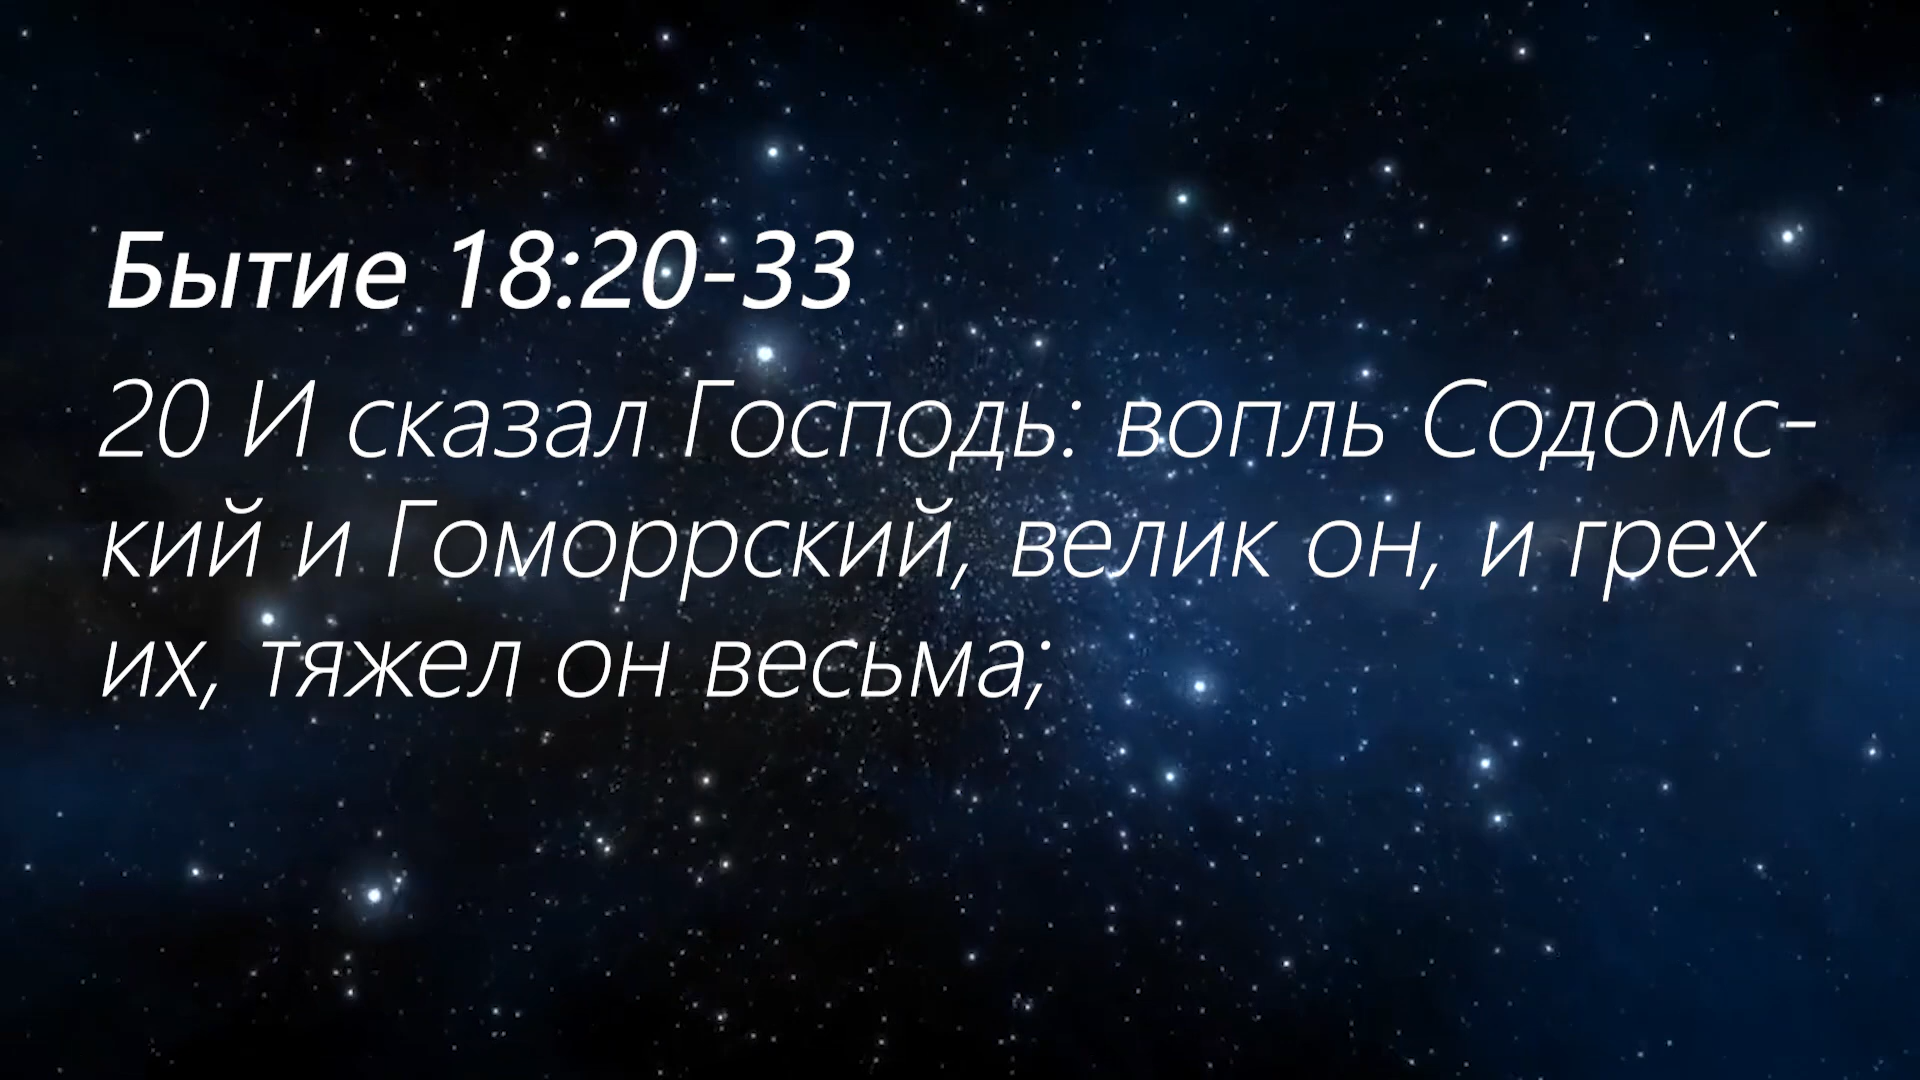 Бытие 18:20-33
20 И сказал Господь: вопль Содомс-
кий и Гоморрский, велик он, и грех
их, тяжел он весьма;